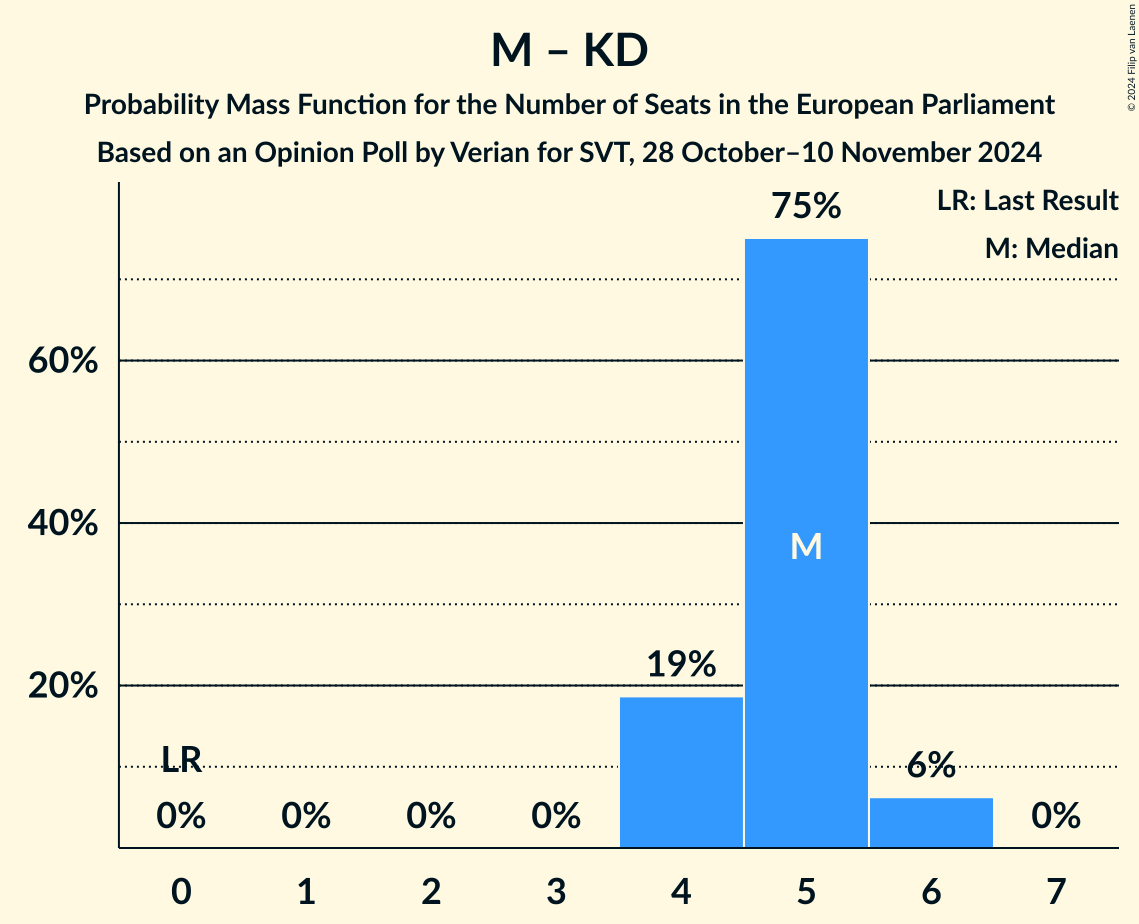 M – KD
Probability Mass Function for the Number of Seats in the European Parliament
Based on an Opinion Poll by Verian for SVT, 28 October–10 November 2024
© 2024 Filip van Laenen
LR: Last Result
M: Median
75%
60%
40%
M
19%
20%
LR
6%
0% 0% 0% 0% 0%
0 1 2 3 4 5 6 7